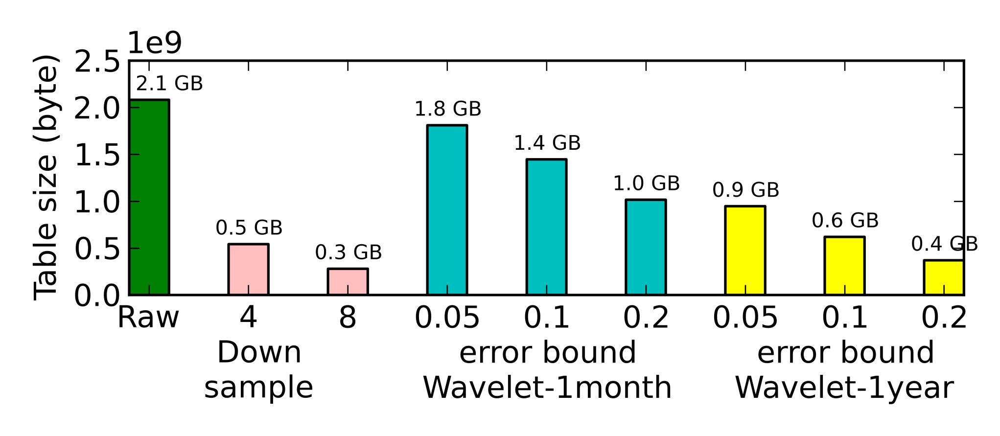 1e9
Table size (byte)
2.5
2.0
1.5
1.0
0.5
0.0
2.1 GB
0.5 GB
0.3 GB
1.8 GB
1.4 GB
1.0 GB
0.9 GB
0.6 GB
0.4 GB
Raw 4 8 0.05 0.1 0.2 0.05 0.1 0.2
Down error bound error bound
sample Wavelet-1month Wavelet-1year